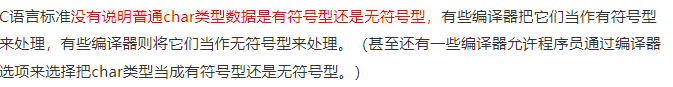 C语言标准没有说明普通char类型数据是有符号型还是无符号型，有些编译器把它们当作有符号型
来处理，有些编译器则将它们当作无符号型来处理。（甚至还有一些编译器允许程序员通过编译器
选项来选择把char类型当成有符号型还是无符号型。）